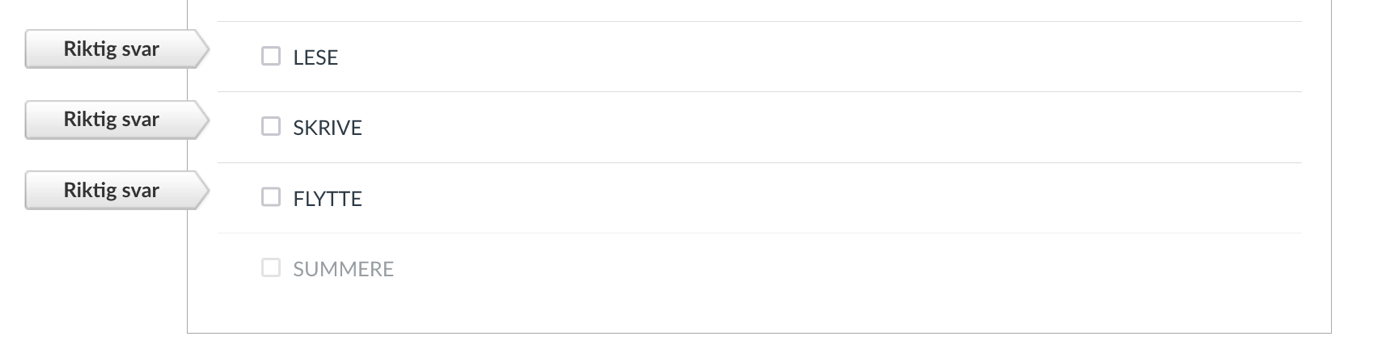 Riktig svar LESE
Riktig svar SKRIVE
Riktig svar FLYTTE
SUMMERE